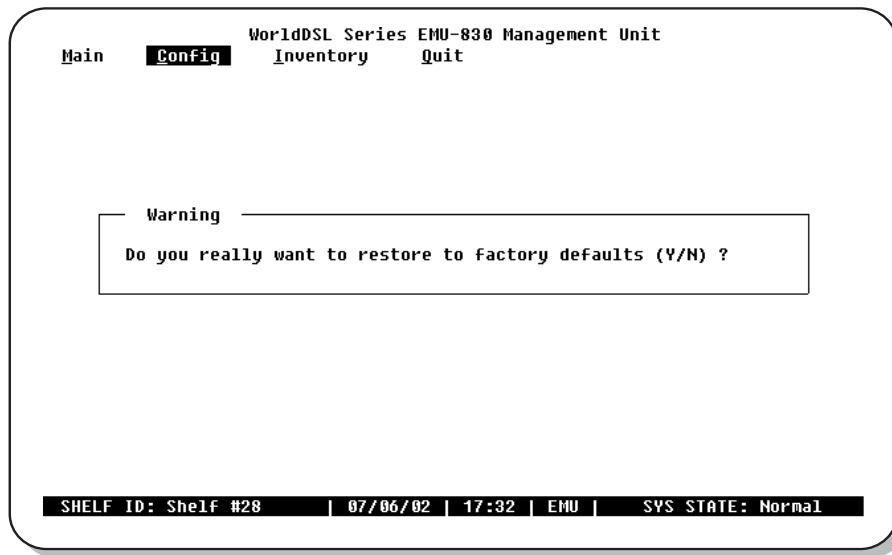 WorldDSL Series EMU-830 Management Unit
Main Config Inventory Quit
Warning
Do you really want to restore to factory defaults (Y/N) ?
SHELF ID: Shelf #28 | 07/06/02 | 17:32 | EMU | SYS STATE: Normal